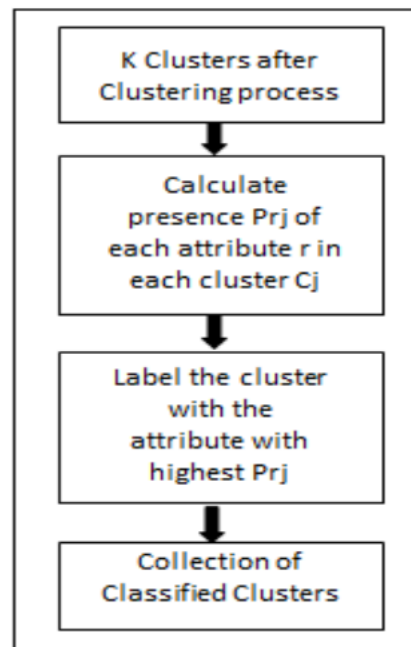 K Clusters after
Clustering process
Calculate
presence Prj of
each attribute r in
each cluster Cj
Label the cluster
with the
attribute with
highest Prj
Collection of
Classified Clusters